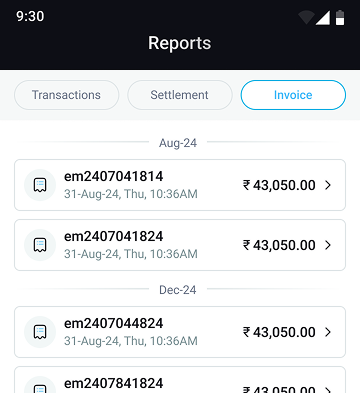 9:30
Reports
Transactions
Settlement
Invoice
Aug-24
em2407041814
₹ 43,050.00
31-Aug-24, Thu, 10:36AM
em2407041824
₹ 43,050.00
31-Aug-24, Thu, 10:36AM
Dec-24
em2407044824
₹ 43,050.00
31-Aug-24, Thu, 10:36AM
em2407841824
₹ 43,050.00